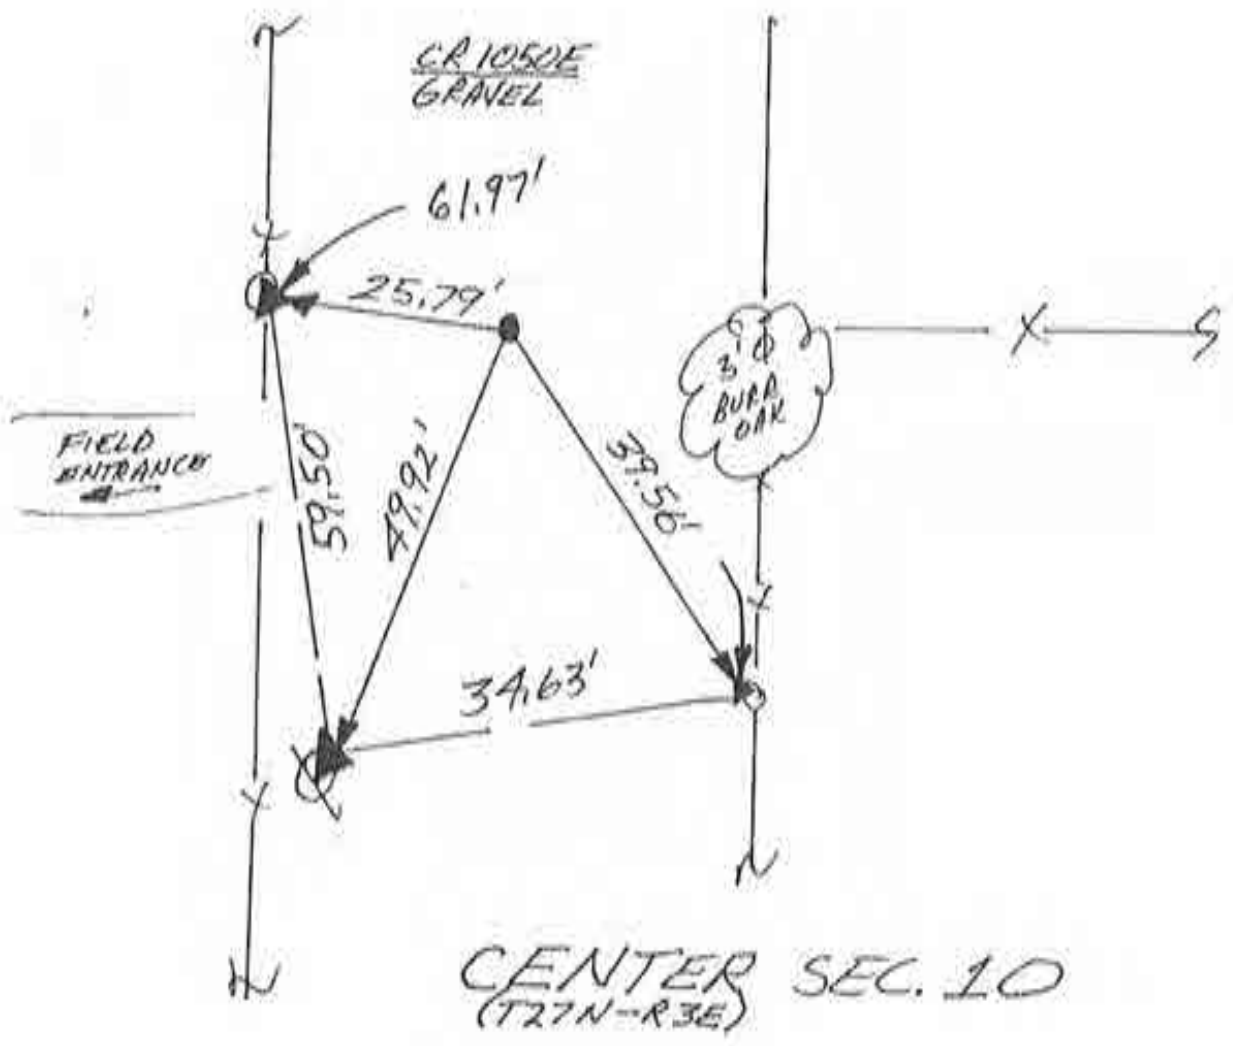 CR 1050E
GRAVEL
61.97'
25.79'
3' Ø
BURR
OAK
FIELD
ENTRANCE
59.50'
49.92'
39.56'
34.63'
CENTER SEC. 10
(T27N-R3E)